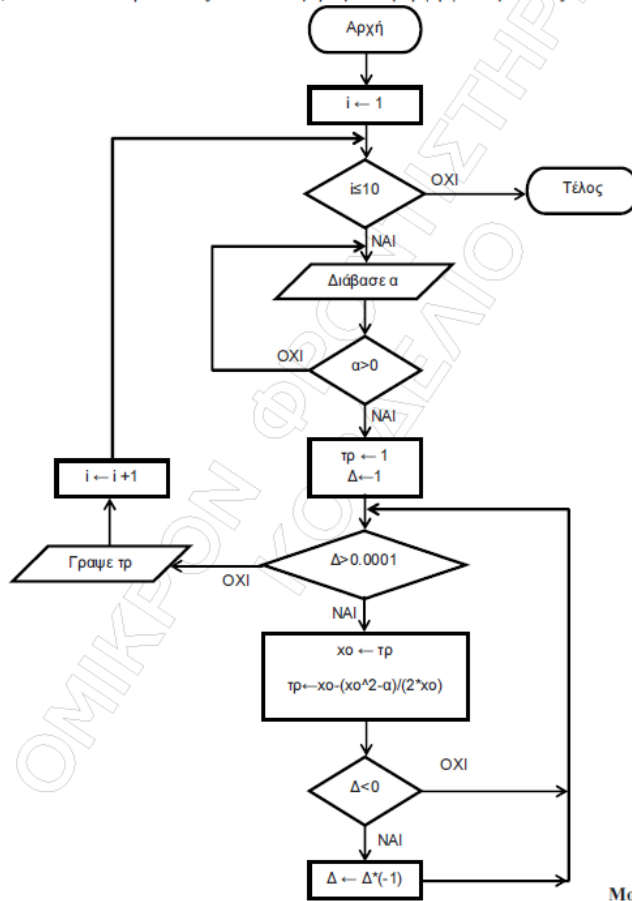 Αρχή
i ← 1
i≤10
ΟΧΙ
Τέλος
ΝΑΙ
Διάβασε α
ΟΧΙ
α>0
ΝΑΙ
τρ ← 1
Δ←1
i ← i +1
Δ>0.0001
Γραψε τρ
ΟΧΙ
ΝΑΙ
xo ← τρ
τρ←xo-(xo^2-α)/(2*xo)
Δ<0
ΟΧΙ
ΝΑΙ
Δ ← Δ*(-1)
ΟΜΙΚΡΟΝ